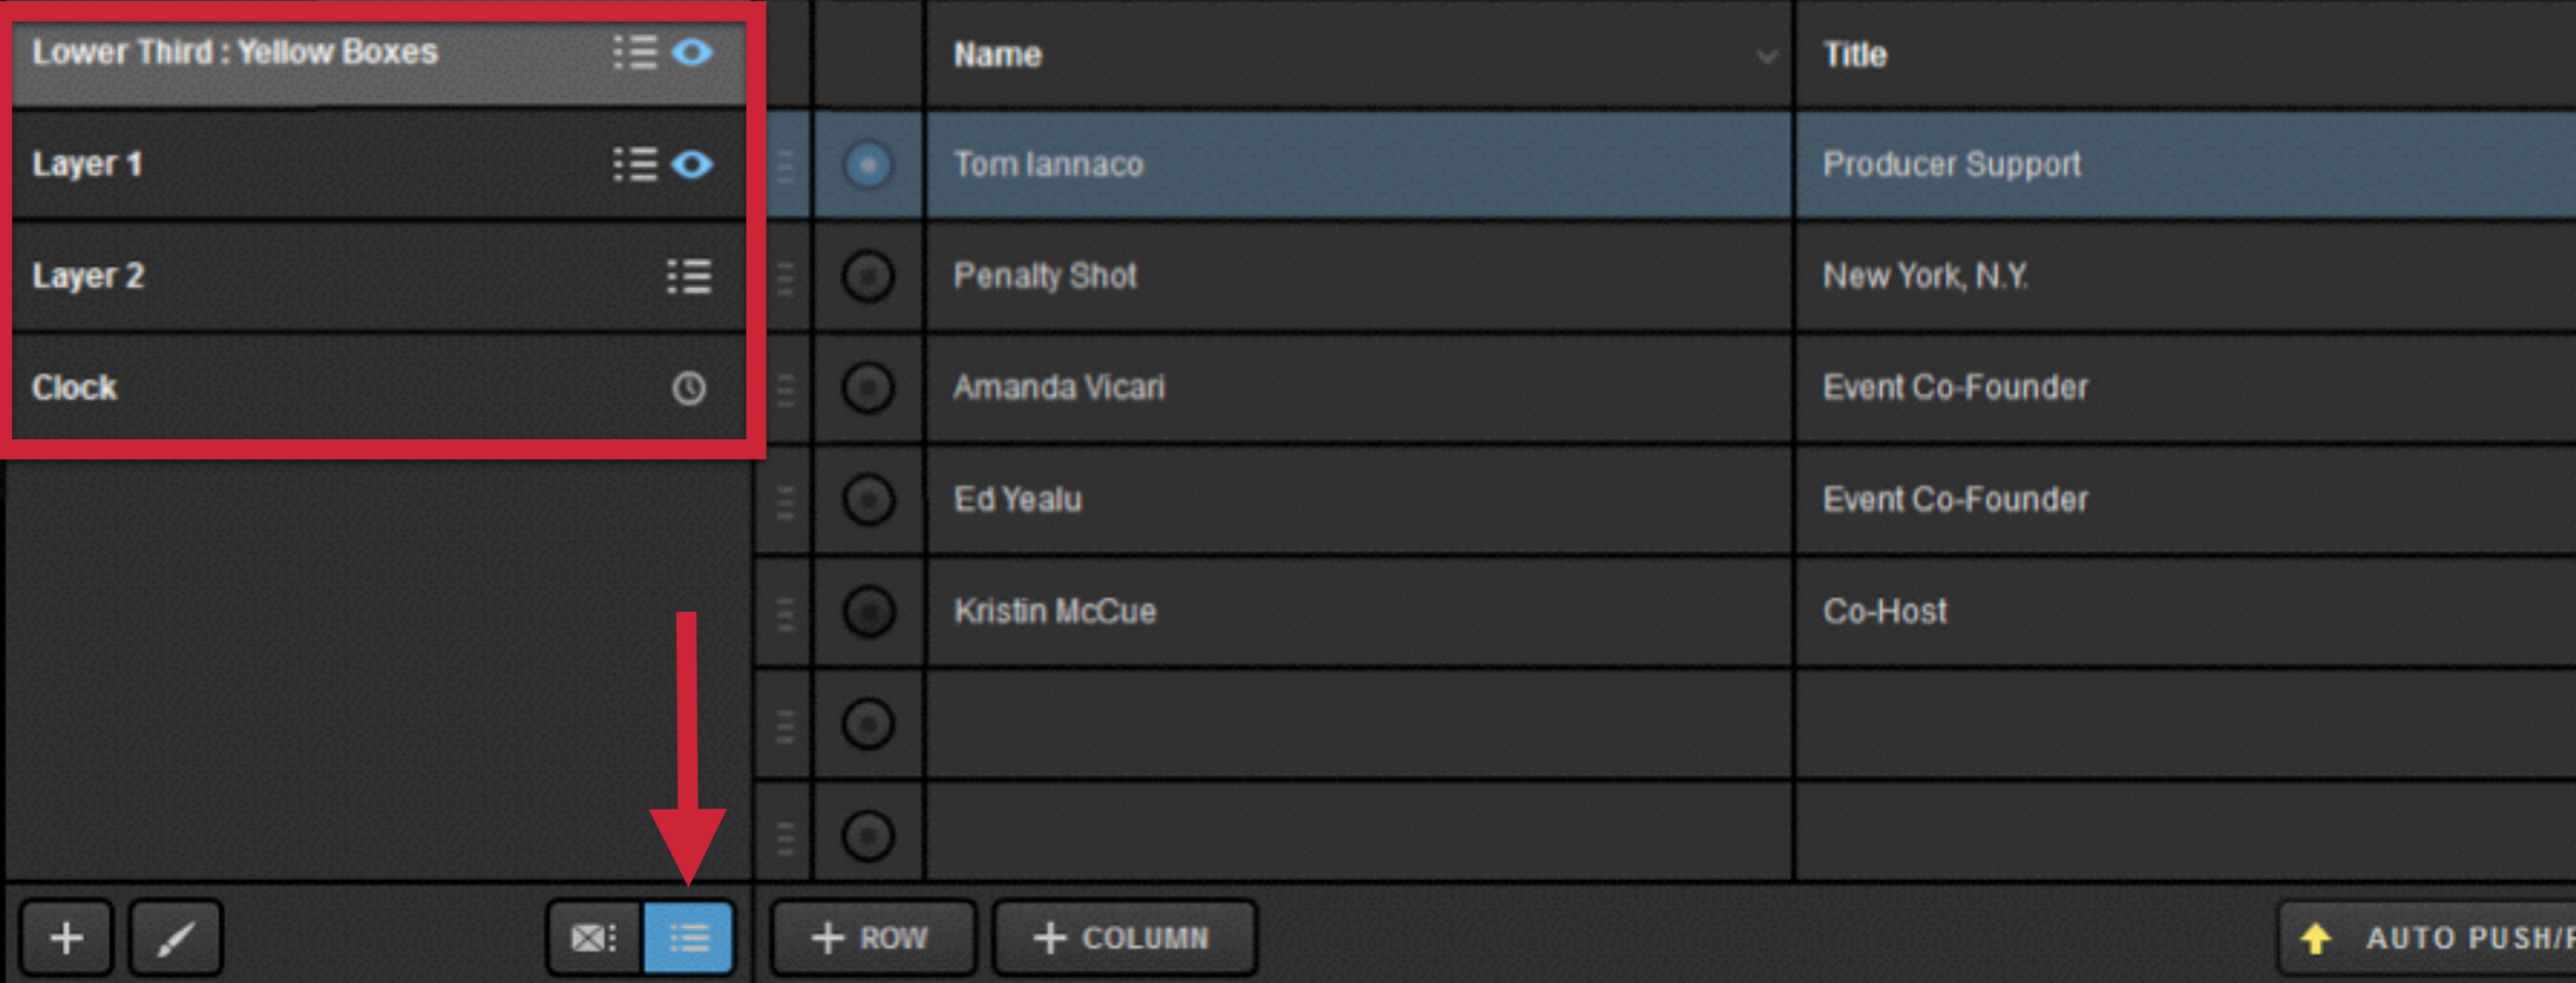 Lower Third : Yellow Boxes
Name
Title
Layer 1
Tom Iannaco
Producer Support
Layer 2
Penalty Shot
New York, N.Y.
Clock
Amanda Vicari
Event Co-Founder
Ed Yealu
Event Co-Founder
Kristin McCue
Co-Host
ROW
COLUMN
AUTO PUSH/